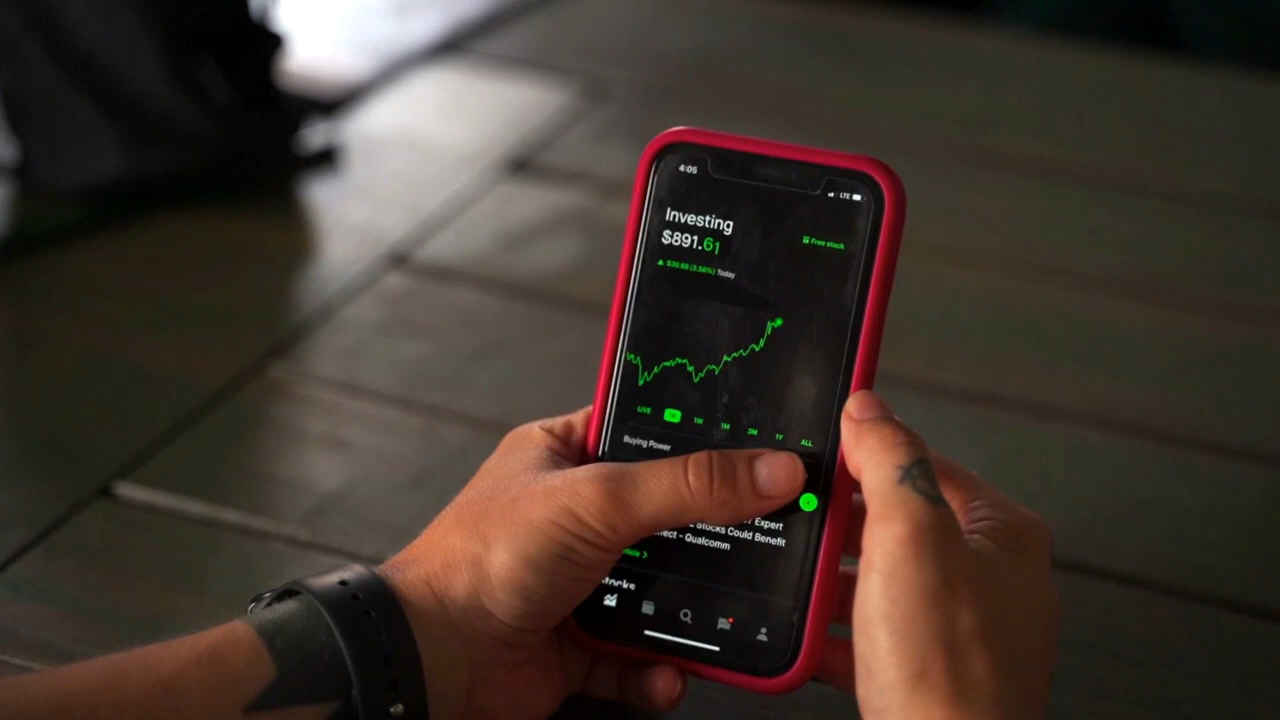 4:05
LTE
Investing
$891.61
Free stock
$30.68 (3.56%) Today
LIVE
1W
1M
3M
1Y
ALL
Buying Power
Expert
Stocks Could Benefit
- Qualcomm